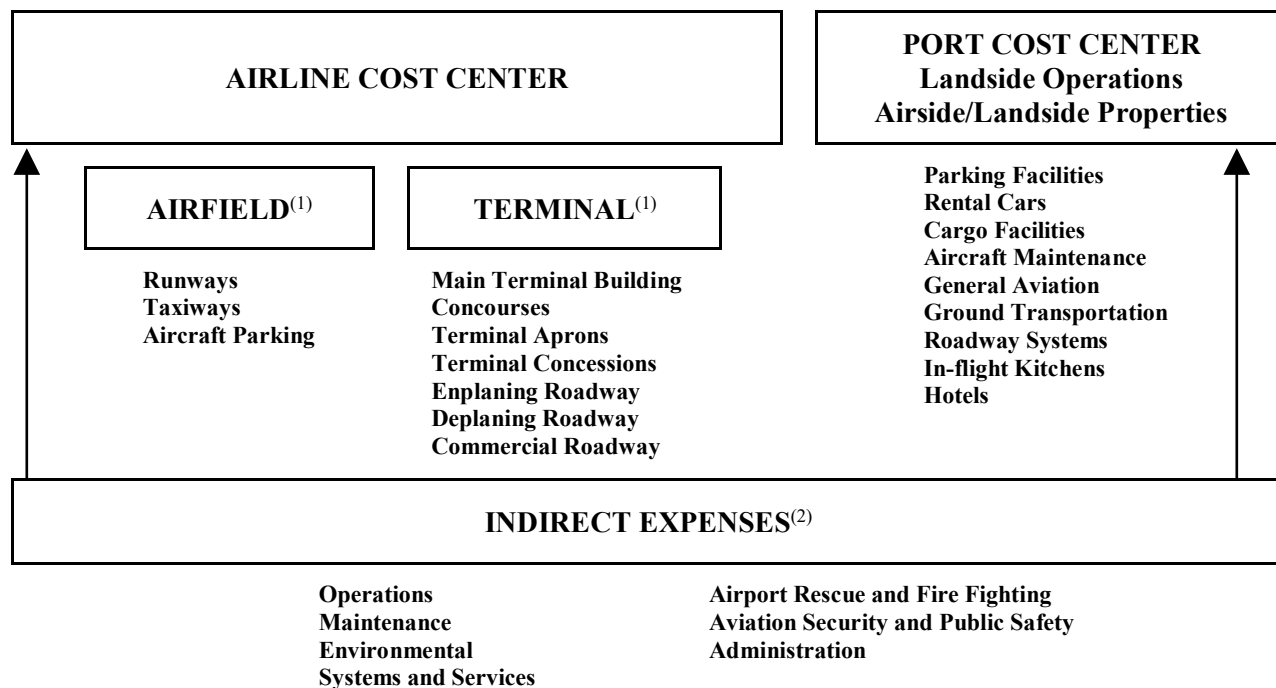 AIRLINE COST CENTER
PORT COST CENTER
Landside Operations
Airside/Landside Properties
AIRFIELD(1)
Runways
Taxiways
Aircraft Parking
TERMINAL(1)
Main Terminal Building
Concourses
Terminal Aprons
Terminal Concessions
Enplaning Roadway
Deplaning Roadway
Commercial Roadway
Parking Facilities
Rental Cars
Cargo Facilities
Aircraft Maintenance
General Aviation
Ground Transportation
Roadway Systems
In-flight Kitchens
Hotels
INDIRECT EXPENSES(2)
Operations
Maintenance
Environmental
Systems and Services
Airport Rescue and Fire Fighting
Aviation Security and Public Safety
Administration